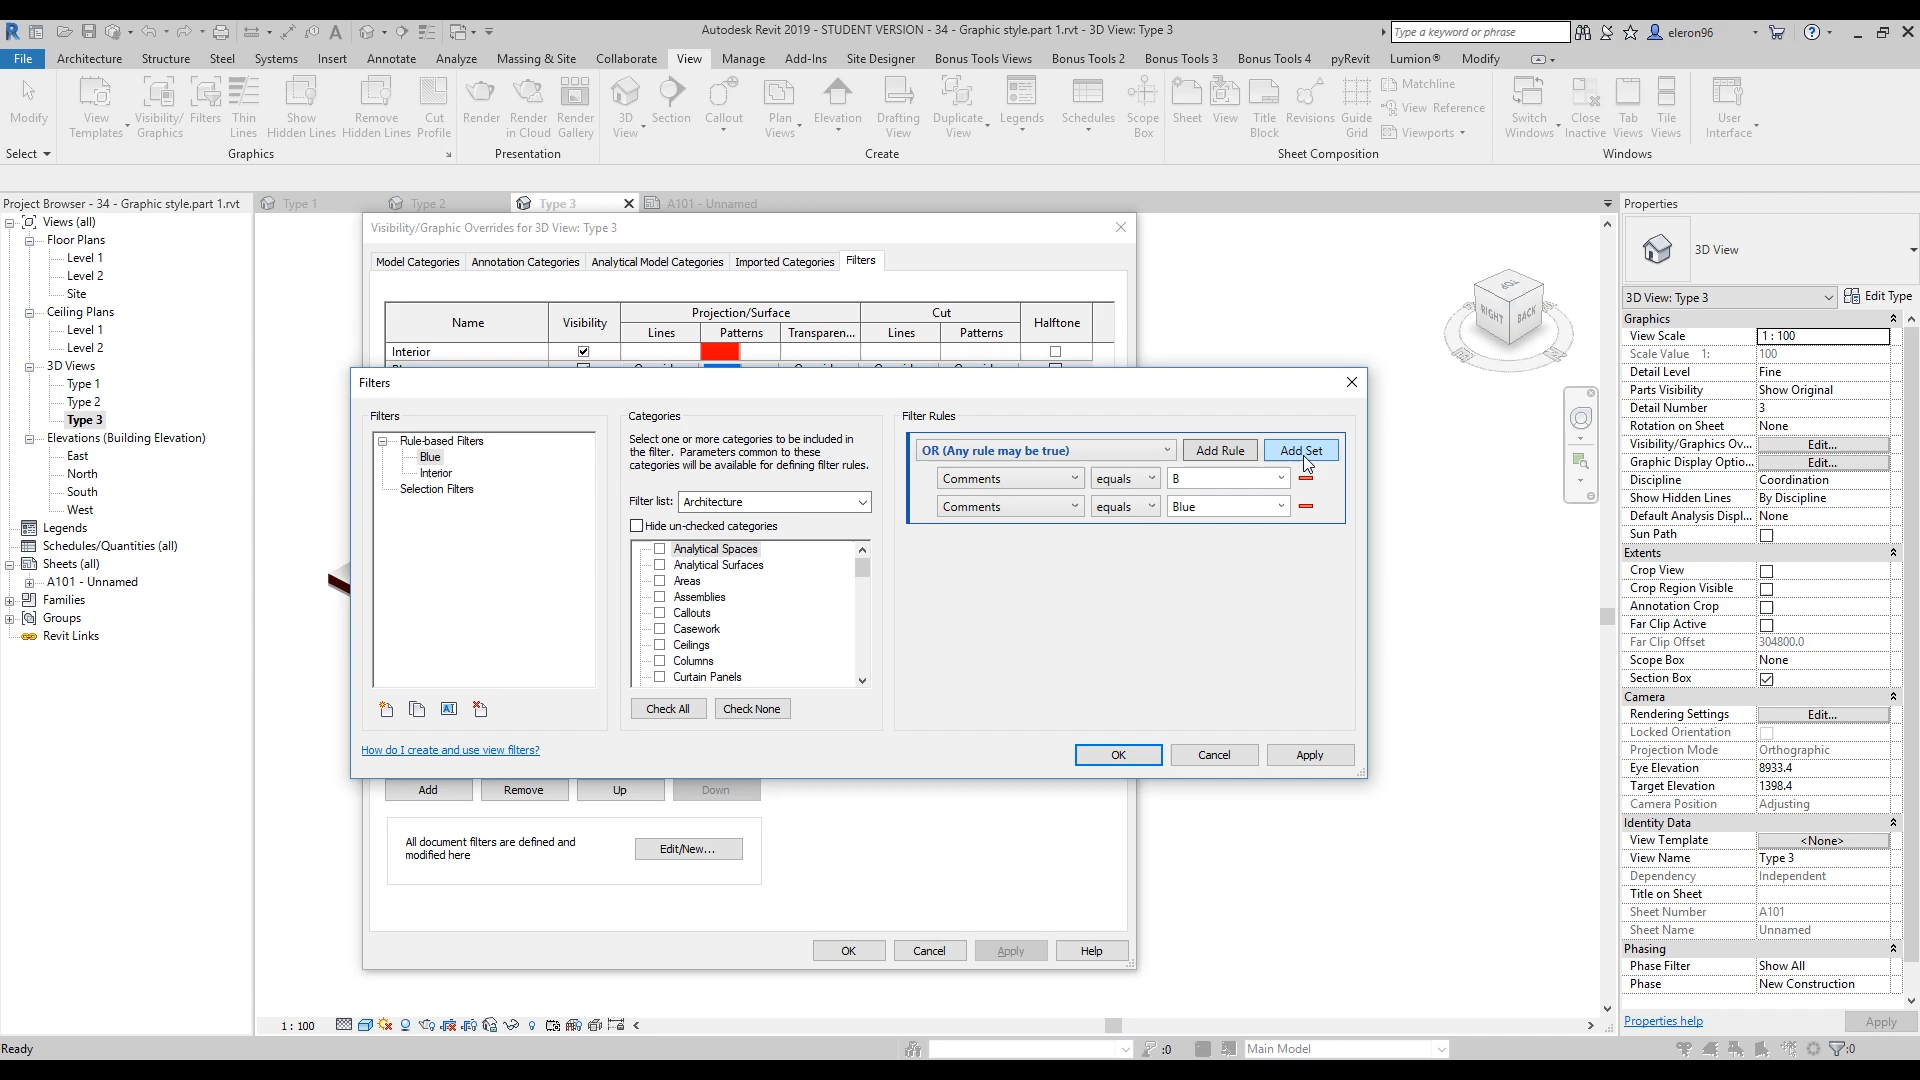 Autodesk Revit 2019 - STUDENT VERSION - 34 - Graphic style.part 1.rvt - 3D View: Type 3
Type a keyword or phrase
eleron96
File Architecture Structure Steel Systems Insert Annotate Analyze Massing & Site Collaborate View Manage Add-Ins Site Designer Bonus Tools Views Bonus Tools 2 Bonus Tools 3 Bonus Tools 4 pyRevit Lumion® Modify
Modify
View Templates
Visibility/ Graphics
Filters
Thin Lines
Show Hidden Lines
Remove Hidden Lines
Cut Profile
Render
Render in Cloud
Render Gallery
3D View
Section
Callout
Plan Views
Elevation
Drafting View
Duplicate View
Legends
Schedules
Scope Box
Sheet
View
Title Block
Revisions
Guide Grid
Matchline
View Reference
Viewports
Switch Windows
Close Inactive
Tab Views
Tile Views
User Interface
Select
Graphics
Presentation
Create
Sheet Composition
Windows
Project Browser - 34 - Graphic style.part 1.rvt
Views (all)
Floor Plans
Level 1
Level 2
Site
Ceiling Plans
Level 1
Level 2
3D Views
Type 1
Type 2
Type 3
Elevations (Building Elevation)
East
North
South
West
Legends
Schedules/Quantities (all)
Sheets (all)
A101 - Unnamed
Families
Groups
Revit Links
Type 1
Type 2
Type 3
A101 - Unnamed
Visibility/Graphic Overrides for 3D View: Type 3
Model Categories Annotation Categories Analytical Model Categories Imported Categories Filters
Name Visibility Projection/Surface Cut Halftone
Lines Patterns Transparen... Lines Patterns
Interior
Filters
Filters
Rule-based Filters
Blue
Interior
Selection Filters
How do I create and use view filters?
Categories
Select one or more categories to be included in
the filter. Parameters common to these
categories will be available for defining filter rules.
Filter list: Architecture
Hide un-checked categories
Analytical Spaces
Analytical Surfaces
Areas
Assemblies
Callouts
Casework
Ceilings
Columns
Curtain Panels
Check All Check None
Filter Rules
OR (Any rule may be true) Add Rule Add Set
Comments equals B
Comments equals Blue
OK Cancel Apply
Add Remove Up Down
All document filters are defined and
modified here
Edit/New...
OK Cancel Apply Help
TOP
RIGHT
BACK
Properties
3D View
3D View: Type 3 Edit Type
Graphics
View Scale 1 : 100
Scale Value 1: 100
Detail Level Fine
Parts Visibility Show Original
Detail Number 3
Rotation on Sheet None
Visibility/Graphics Ov... Edit...
Graphic Display Optio... Edit...
Discipline Coordination
Show Hidden Lines By Discipline
Default Analysis Displ... None
Sun Path
Extents
Crop View
Crop Region Visible
Annotation Crop
Far Clip Active
Far Clip Offset 304800.0
Scope Box None
Section Box
Camera
Rendering Settings Edit...
Locked Orientation
Projection Mode Orthographic
Eye Elevation 8933.4
Target Elevation 1398.4
Camera Position Adjusting
Identity Data
View Template <None>
View Name Type 3
Dependency Independent
Title on Sheet
Sheet Number A101
Sheet Name Unnamed
Phasing
Phase Filter Show All
Phase New Construction
Properties help Apply
1 : 100
Ready
:0
Main Model
:0